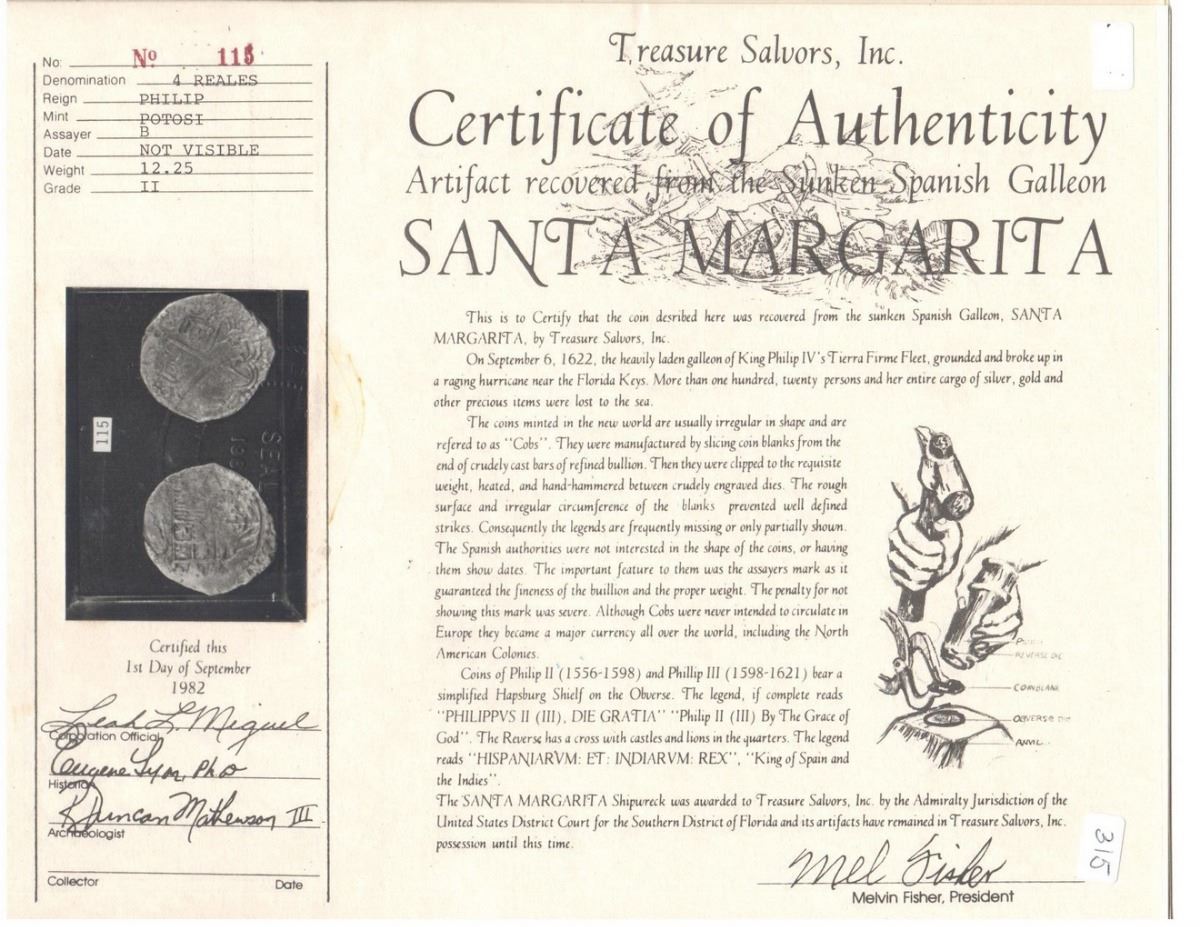 No: Nº 115
Denomination 4 REALES
Reign PHILIP
Mint POTOSI
Assayer B
Date NOT VISIBLE
Weight 12.25
Grade II
115
SEAL
Certified this
1st Day of September
1982
Leah L. Miguel
Corporation Official
Eugene Lyon, PhD
Historian
R Duncan Mathewson III
Archaeologist
Collector Date
Treasure Salvors, Inc.
Certificate of Authenticity
Artifact recovered from the Sunken Spanish Galleon
SANTA MARGARITA
This is to Certify that the coin desribed here was recovered from the sunken Spanish Galleon, SANTA
MARGARITA, by Treasure Salvors, Inc.
On September 6, 1622, the heavily laden galleon of King Philip IV's Tierra Firme Fleet, grounded and broke up in
a raging hurricane near the Florida Keys. More than one hundred, twenty persons and her entire cargo of silver, gold and
other precious items were lost to the sea.
The coins minted in the new world are usually irregular in shape and are
refered to as "Cobs". They were manufactured by slicing coin blanks from the
end of crudely cast bars of refined bullion. Then they were clipped to the requisite
weight, heated, and hand-hammered between crudely engraved dies. The rough
surface and irregular circumference of the blanks prevented well defined
strikes. Consequently the legends are frequently missing or only partially shown.
The Spanish authorities were not interested in the shape of the coins, or having
them show dates. The important feature to them was the assayers mark as it
guaranteed the fineness of the buillion and the proper weight. The penalty for not
showing this mark was severe. Although Cobs were never intended to circulate in
Europe they became a major currency all over the world, including the North
American Colonies.
Coins of Philip II (1556-1598) and Phillip III (1598-1621) bear a
simplified Hapsburg Shielf on the Obverse. The legend, if complete reads
"PHILIPPVS II (III), DIE GRATIA" "Philip II (III) By The Grace of
God". The Reverse has a cross with castles and lions in the quarters. The legend
reads "HISPANIARVM: ET: INDIARVM: REX", "King of Spain and
the Indies".
The SANTA MARGARITA Shipureck was awarded to Treasure Salvors, Inc. by the Admiralty Jurisdiction of the
United States District Court for the Southern District of Florida and its artifacts have remained in Treasure Salvors, Inc.
possession until this time.
REVERSE DIE
COIN BLANK
OBVERSE DIE
ANVIL
Mel Fisher
Melvin Fisher, President
315